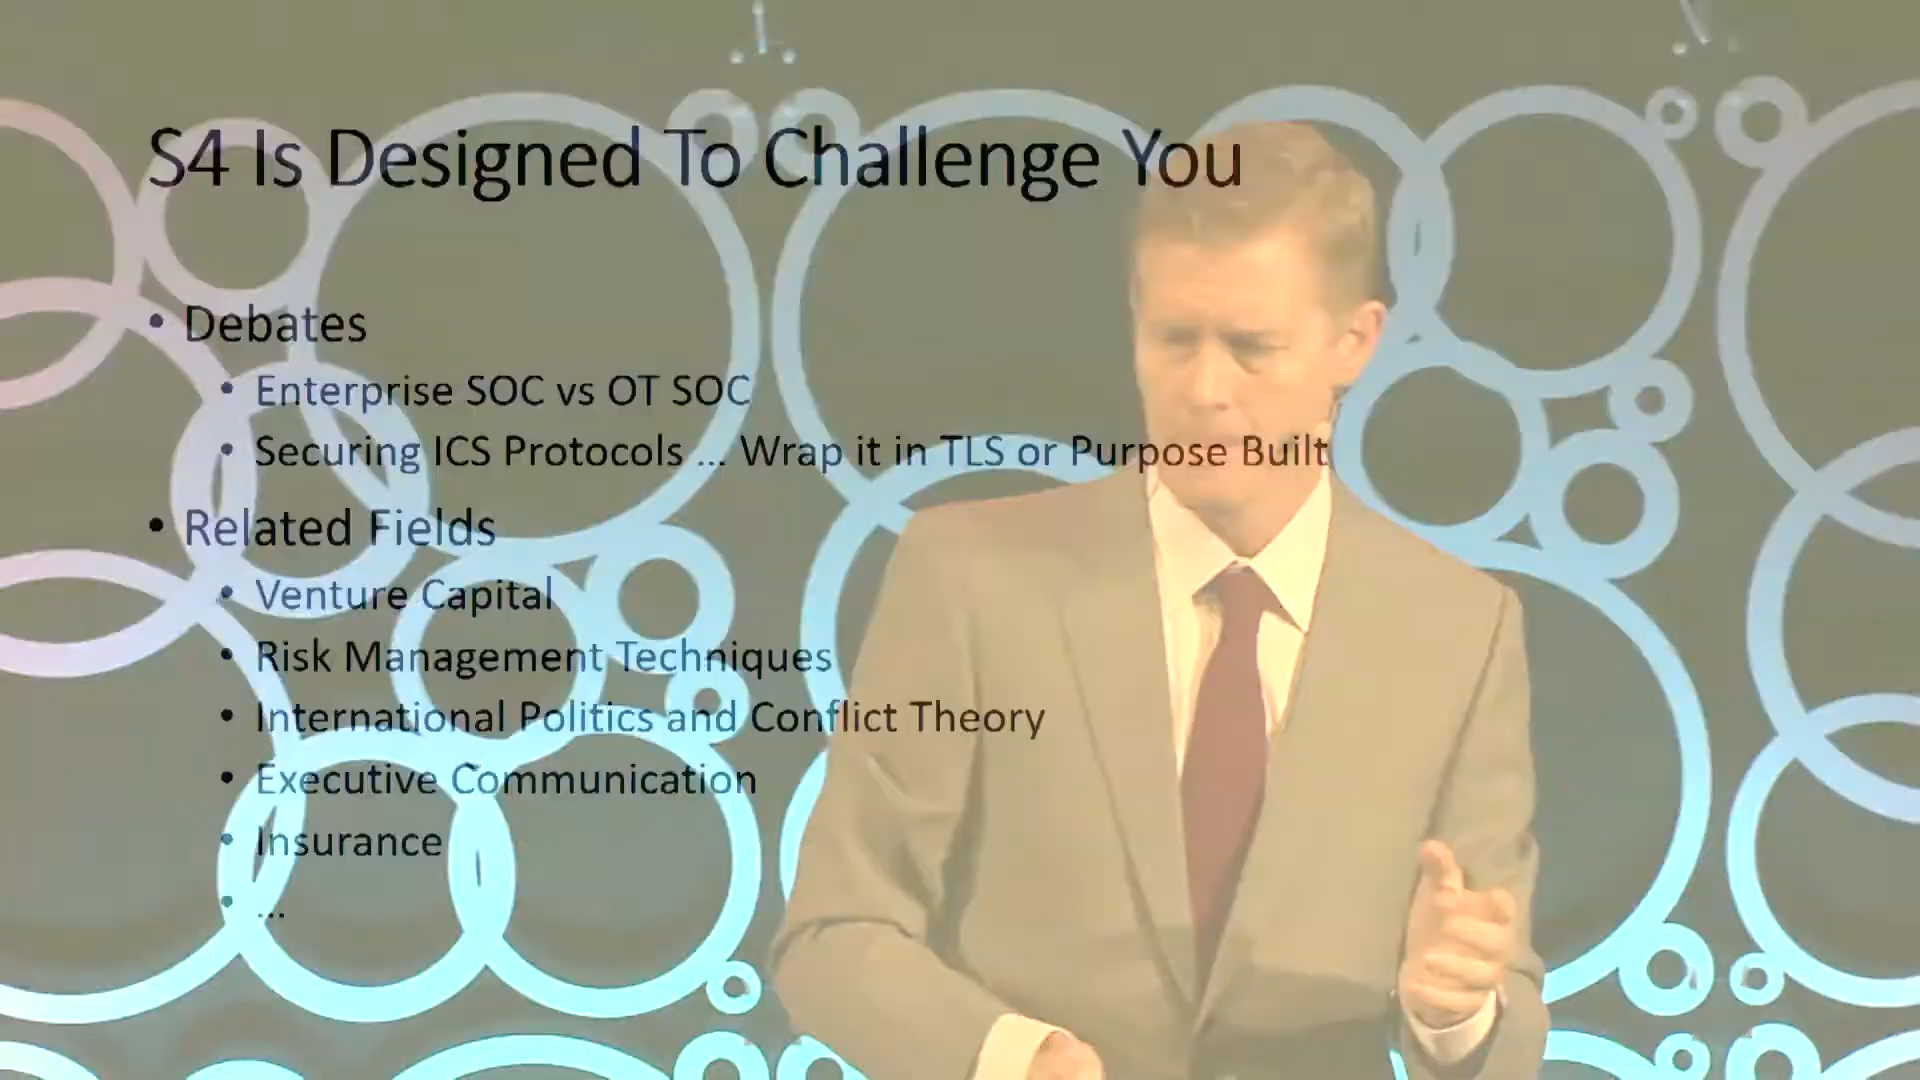 S4 Is Designed To Challenge You
• Debates
• Enterprise SOC vs OT SOC
• Securing ICS Protocols ... Wrap it in TLS or Purpose Built
• Related Fields
• Venture Capital
• Risk Management Techniques
• International Politics and Conflict Theory
• Executive Communication
• Insurance
• ...